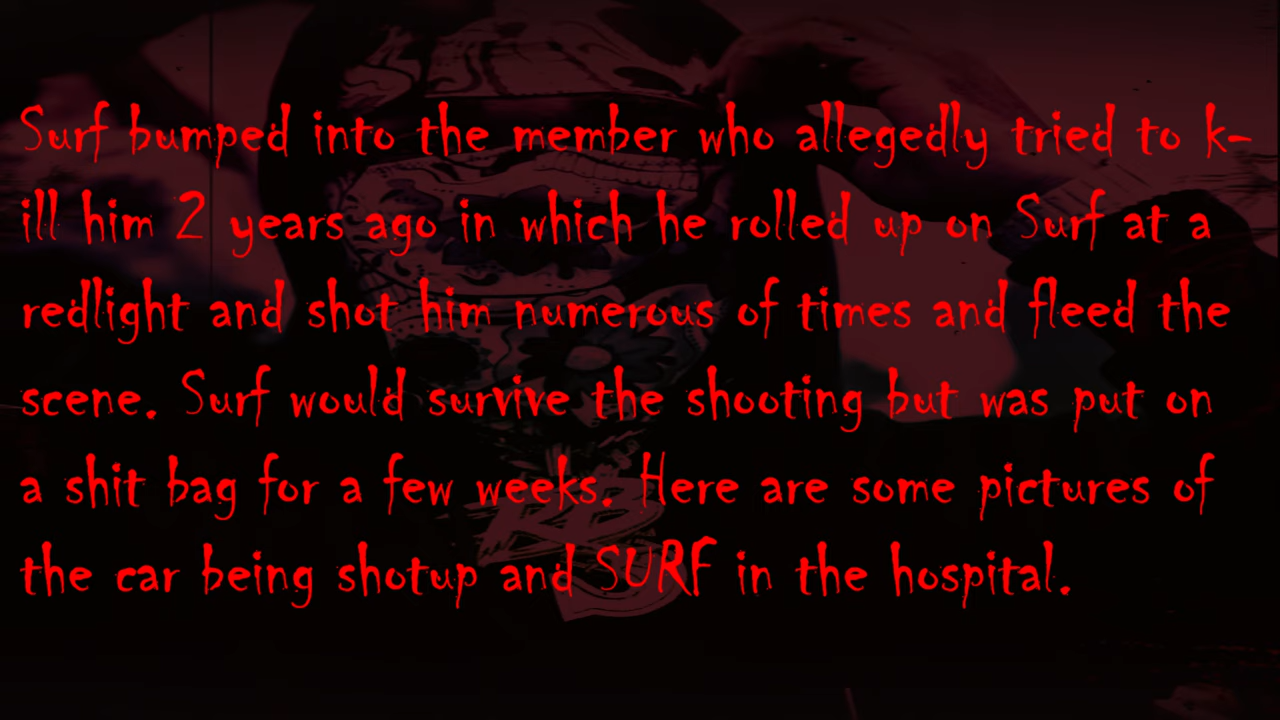 Surf bumped into the member who allegedly tried to k-
ill him 2 years ago in which he rolled up on Surf at a
redlight and shot him numerous of times and fleed the
scene. Surf would survive the shooting but was put on
a shit bag for a few weeks. Here are some pictures of
the car being shotup and SURF in the hospital.